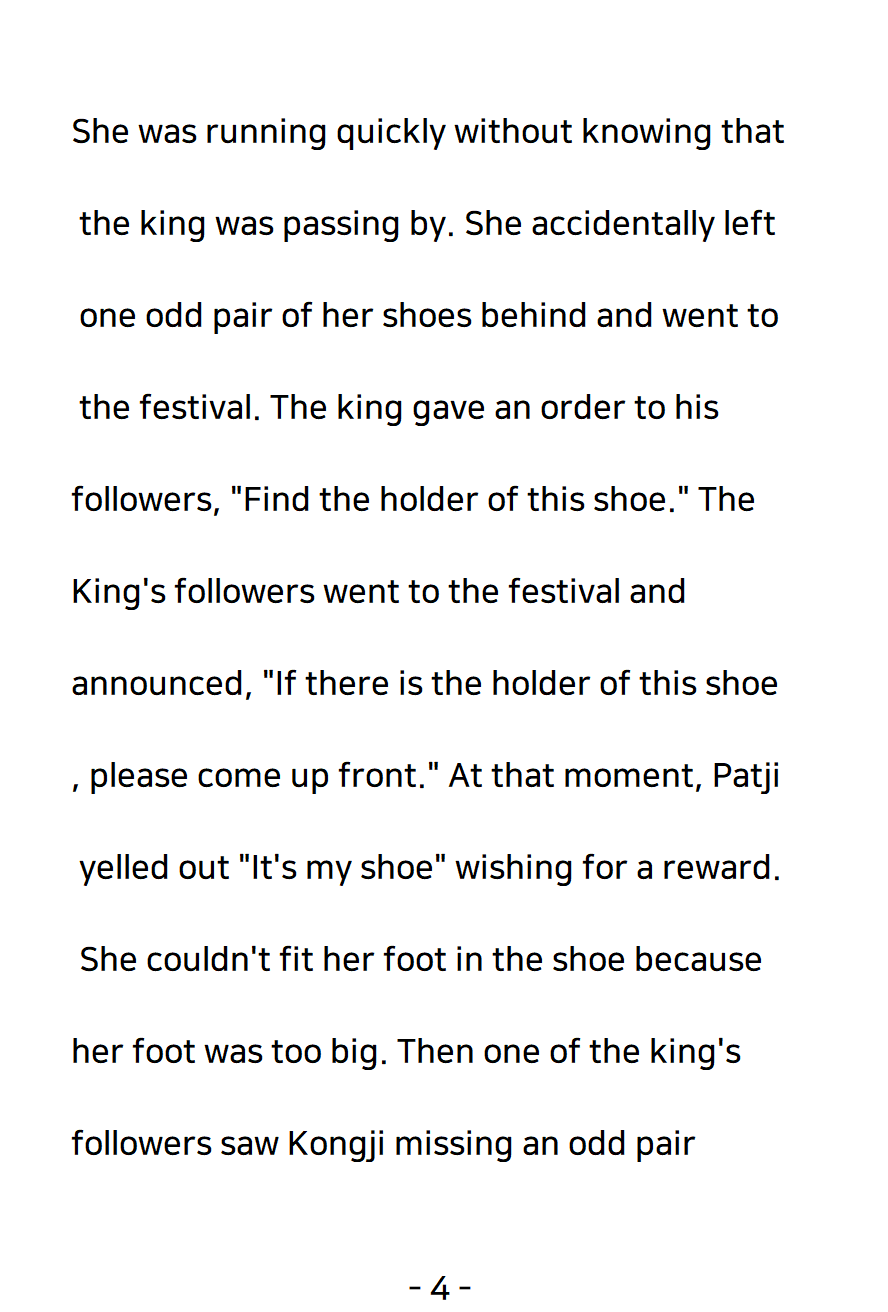 She was running quickly without knowing that
the king was passing by. She accidentally left
one odd pair of her shoes behind and went to
the festival. The king gave an order to his
followers, "Find the holder of this shoe." The
King's followers went to the festival and
announced, "If there is the holder of this shoe
, please come up front." At that moment, Patji
yelled out "It's my shoe" wishing for a reward.
She couldn't fit her foot in the shoe because
her foot was too big. Then one of the king's
followers saw Kongji missing an odd pair
- 4 -